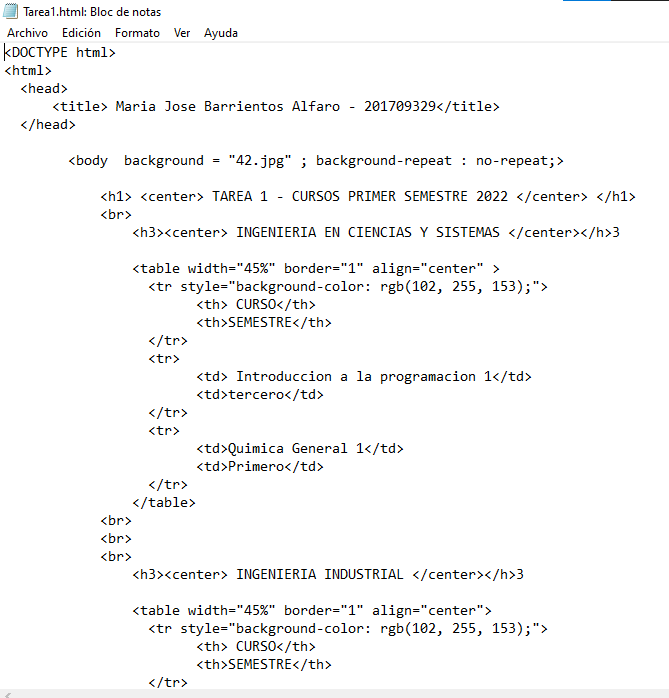 Tarea1.html: Bloc de notas
Archivo Edición Formato Ver Ayuda
<DOCTYPE html>
<html>
<head>
<title> Maria Jose Barrientos Alfaro - 201709329</title>
</head>
<body background = "42.jpg" ; background-repeat : no-repeat;>
<h1> <center> TAREA 1 - CURSOS PRIMER SEMESTRE 2022 </center> </h1>
<br>
<h3><center> INGENIERIA EN CIENCIAS Y SISTEMAS </center></h>3
<table width="45%" border="1" align="center" >
<tr style="background-color: rgb(102, 255, 153);">
<th> CURSO</th>
<th>SEMESTRE</th>
</tr>
<tr>
<td> Introduccion a la programacion 1</td>
<td>tercero</td>
</tr>
<tr>
<td>Quimica General 1</td>
<td>Primero</td>
</tr>
</table>
<br>
<br>
<br>
<h3><center> INGENIERIA INDUSTRIAL </center></h>3
<table width="45%" border="1" align="center">
<tr style="background-color: rgb(102, 255, 153);">
<th> CURSO</th>
<th>SEMESTRE</th>
</tr>